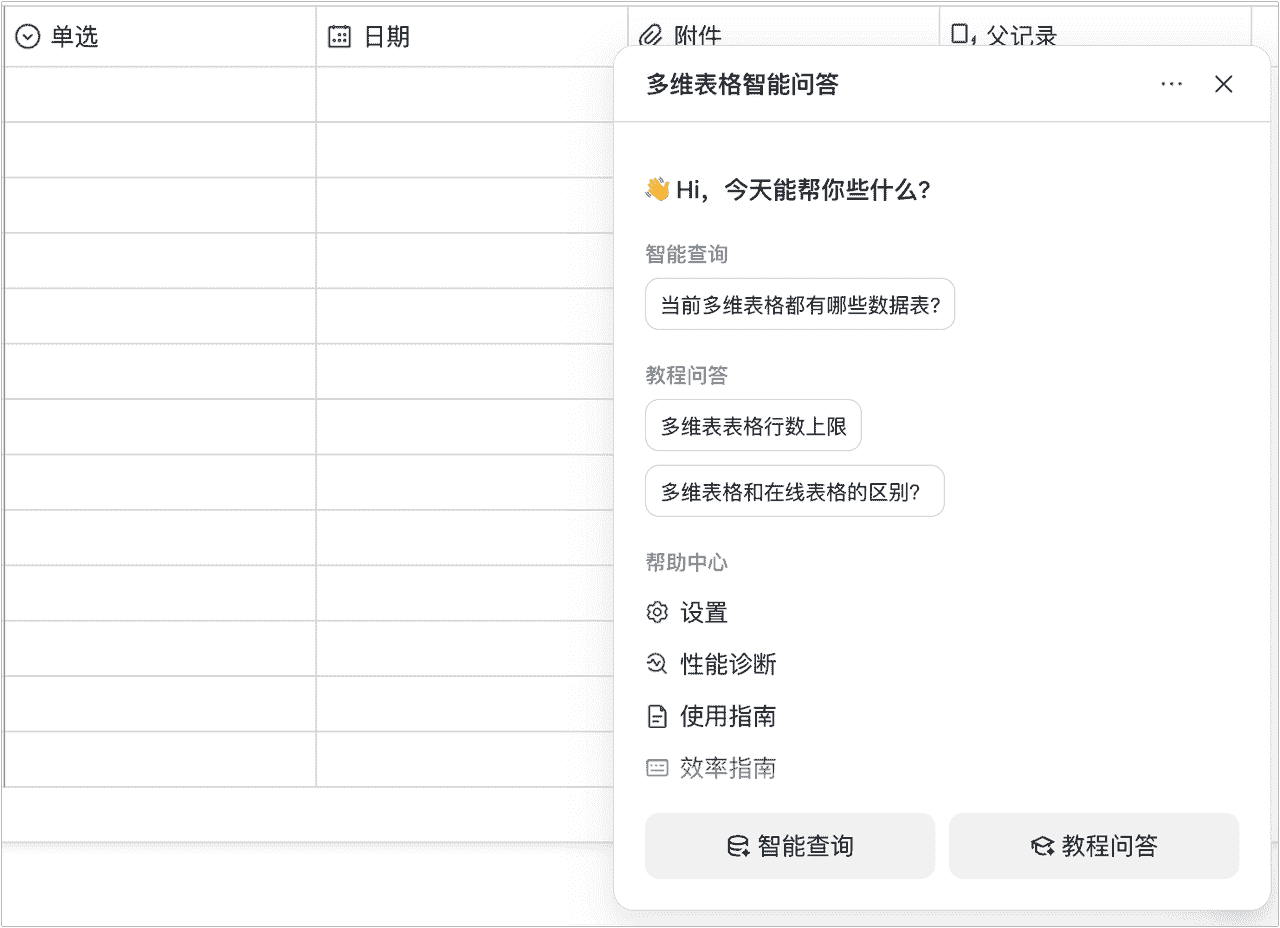 单选 日期 附件 父记录
多维表格智能问答
👋 Hi，今天能帮你些什么?
智能查询
当前多维表格都有哪些数据表?
教程问答
多维表表格行数上限
多维表格和在线表格的区别?
帮助中心
设置
性能诊断
使用指南
效率指南
智能查询 教程问答